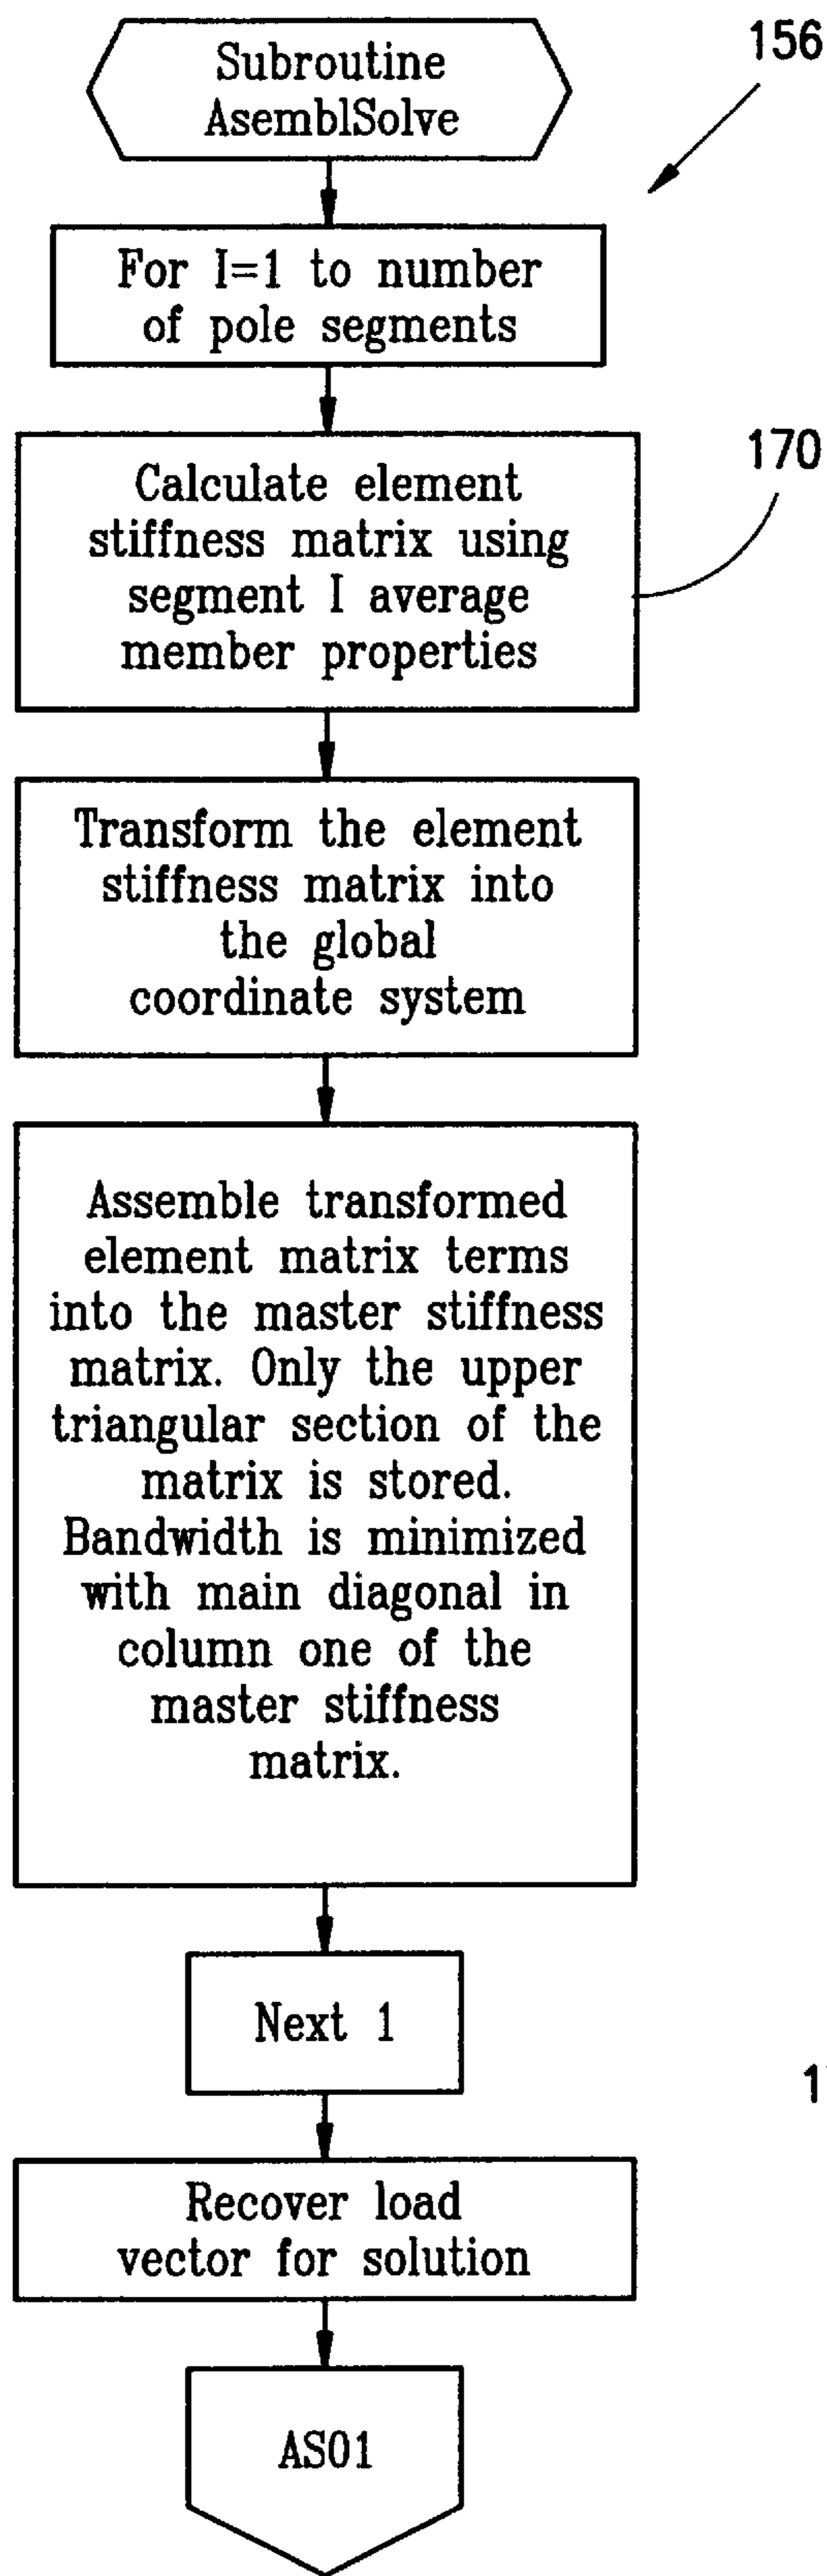 Subroutine
AsemblSolve
156
For I=1 to number
of pole segments
Calculate element
stiffness matrix using
segment I average
member properties
170
Transform the element
stiffness matrix into
the global
coordinate system
Assemble transformed
element matrix terms
into the master stiffness
matrix. Only the upper
triangular section of the
matrix is stored.
Bandwidth is minimized
with main diagonal in
column one of the
master stiffness
matrix.
Next 1
Recover load
vector for solution
AS01